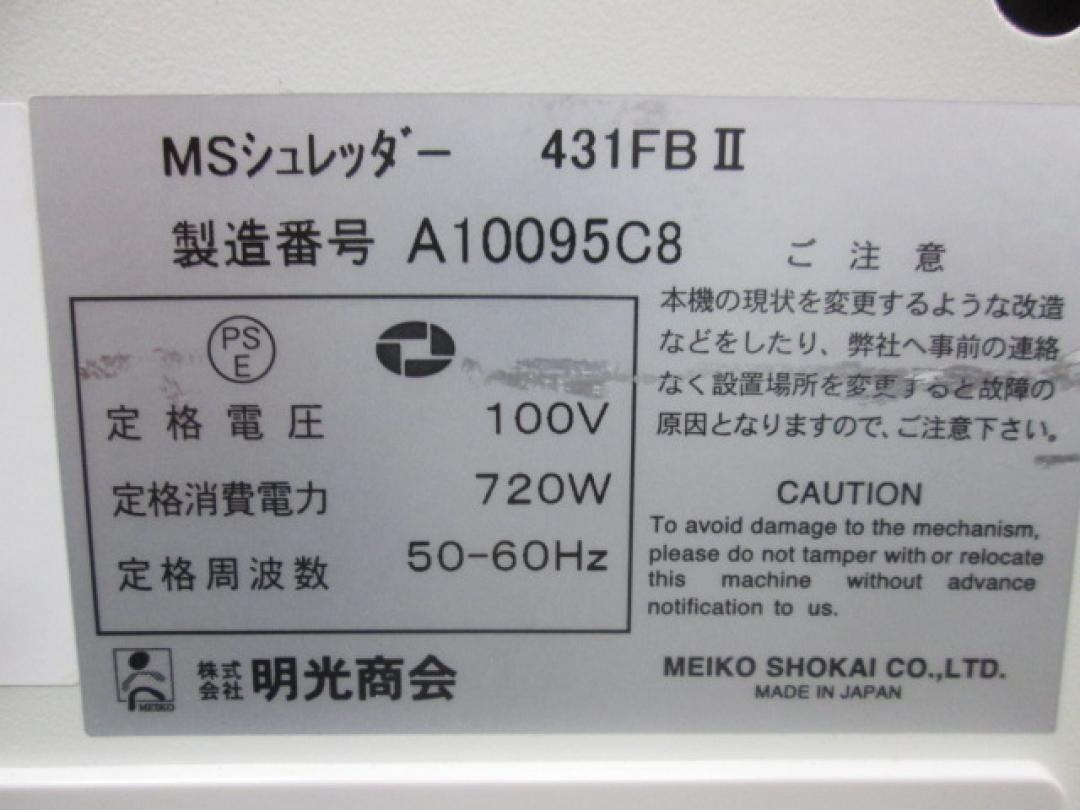 MSシュレッダー 431FBⅡ
製造番号 A10095C8
PS
E
定格電圧 100V
定格消費電力 720W
定格周波数 50-60Hz
ご注意
本機の現状を変更するような改造
などをしたり、弊社へ事前の連絡
なく設置場所を変更すると故障の
原因となりますので、ご注意下さい。
CAUTION
To avoid damage to the mechanism,
please do not tamper with or relocate
this machine without advance
notification to us.
MEIKO
株式会社 明光商会
MEIKO SHOKAI CO.,LTD.
MADE IN JAPAN